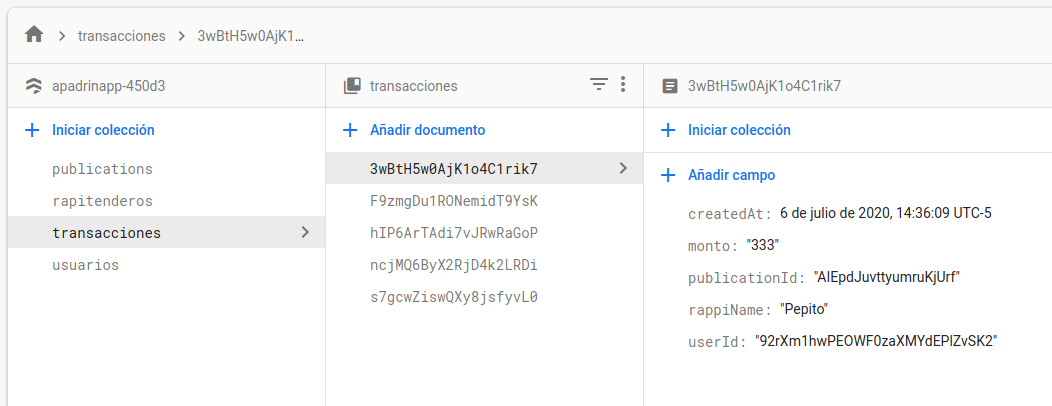 transacciones
3wBtH5w0AjK1...
apadrinapp-450d3
transacciones
3wBtH5w0AjK1o4C1rik7
Iniciar colección
Añadir documento
Iniciar colección
publications
rapitenderos
transacciones
usuarios
3wBtH5w0AjK1o4C1rik7
F9zmgDu1RONemidT9YsK
hIP6ArTAdi7vJRwRaGoP
ncjMQ6ByX2RjD4k2LRDi
s7gcwZiswQXy8jsfyvL0
Añadir campo
createdAt: 6 de julio de 2020, 14:36:09 UTC-5
monto: "333"
publicationId: "AlEpdJuvttyumruKjUrf"
rappiName: "Pepito"
userId: "92rXm1hwPEOWF0zaXMYdEPlZvSK2"